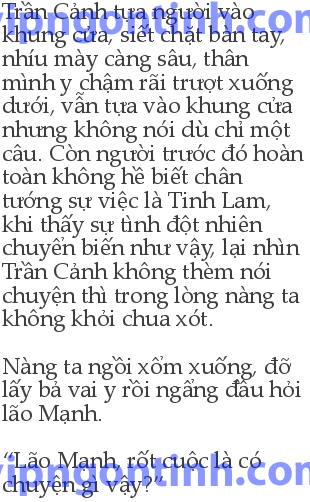 Trần Cảnh tựa người vào
khung cửa, siết chặt bàn tay,
nhíu mày càng sâu, thân
mình y chậm rãi trượt xuống
dưới, vẫn tựa vào khung cửa
nhưng không nói dù chỉ một
câu. Còn người trước đó hoàn
toàn không hề biết chân
tướng sự việc là Tinh Lam,
khi thấy sự tình đột nhiên
chuyển biến như vậy, lại nhìn
Trần Cảnh không thèm nói
chuyện thì trong lòng nàng ta
không khỏi chua xót.
Nàng ta ngồi xổm xuống, đỡ
lấy bả vai y rồi ngẩng đầu hỏi
lão Mạnh.
“Lão Mạnh, rốt cuộc là có
chuyện gì vậy?”
vipngontinh.com
vipngontinh.com